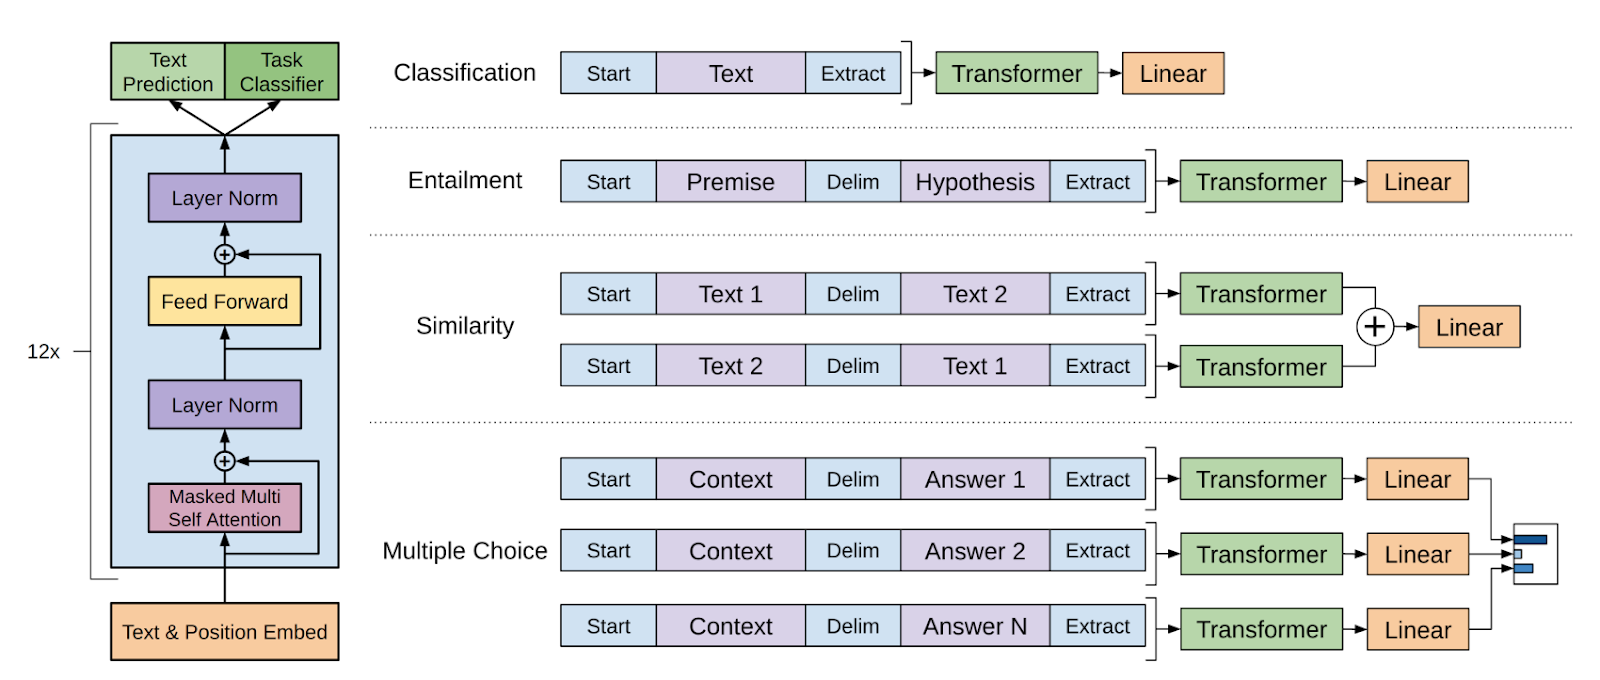 Text
Prediction
Task
Classifier
12x
Layer Norm
+
Feed Forward
Layer Norm
+
Masked Multi
Self Attention
Text & Position Embed
Classification
Start Text Extract Transformer Linear
Entailment
Start Premise Delim Hypothesis Extract Transformer Linear
Similarity
Start Text 1 Delim Text 2 Extract Transformer
+ Linear
Start Text 2 Delim Text 1 Extract Transformer
Multiple Choice
Start Context Delim Answer 1 Extract Transformer Linear
Start Context Delim Answer 2 Extract Transformer Linear
Start Context Delim Answer N Extract Transformer Linear